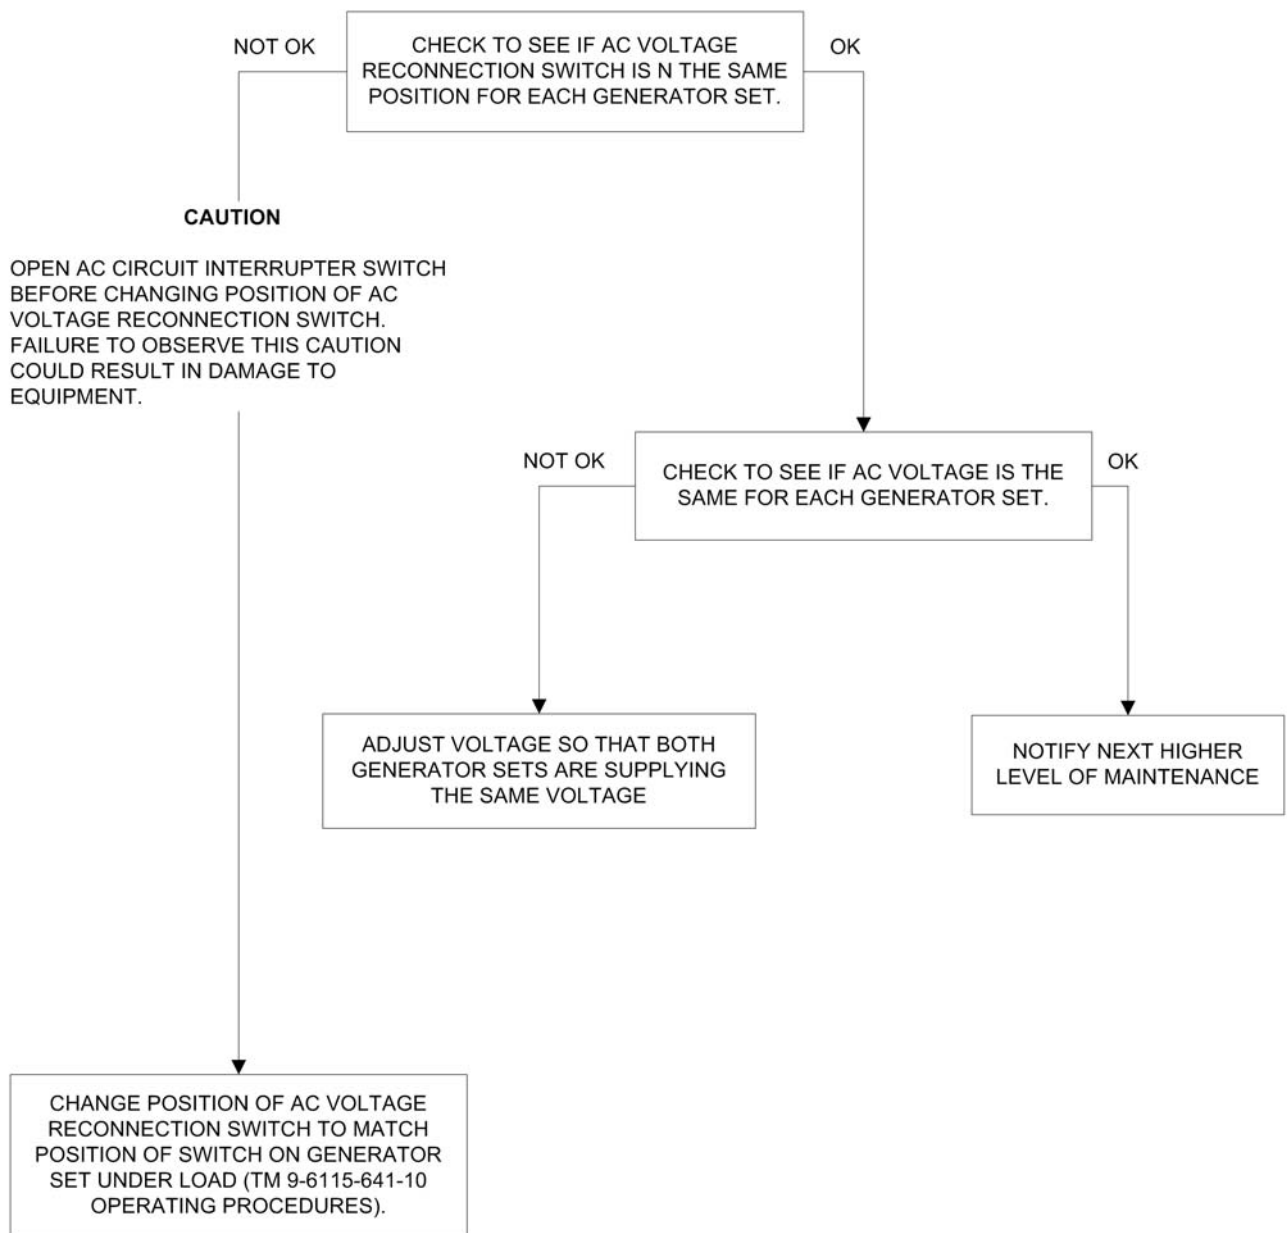 NOT OK
CHECK TO SEE IF AC VOLTAGE
RECONNECTION SWITCH IS N THE SAME
POSITION FOR EACH GENERATOR SET.
OK
CAUTION
OPEN AC CIRCUIT INTERRUPTER SWITCH
BEFORE CHANGING POSITION OF AC
VOLTAGE RECONNECTION SWITCH.
FAILURE TO OBSERVE THIS CAUTION
COULD RESULT IN DAMAGE TO
EQUIPMENT.
NOT OK
CHECK TO SEE IF AC VOLTAGE IS THE
SAME FOR EACH GENERATOR SET.
OK
ADJUST VOLTAGE SO THAT BOTH
GENERATOR SETS ARE SUPPLYING
THE SAME VOLTAGE
NOTIFY NEXT HIGHER
LEVEL OF MAINTENANCE
CHANGE POSITION OF AC VOLTAGE
RECONNECTION SWITCH TO MATCH
POSITION OF SWITCH ON GENERATOR
SET UNDER LOAD (TM 9-6115-641-10
OPERATING PROCEDURES).